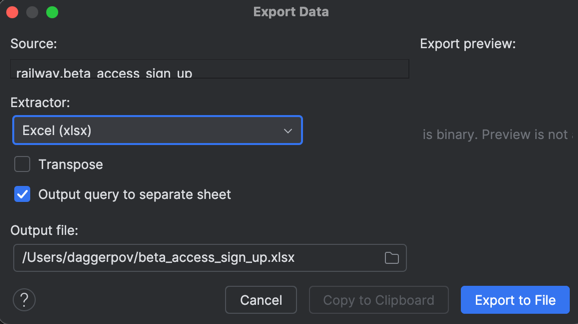 Export Data
Source:
Export preview:
railway.beta_access_sign_up
Extractor:
Excel (xlsx)
is binary. Preview is not
Transpose
Output query to separate sheet
Output file:
/Users/daggerpov/beta_access_sign_up.xlsx
?
Cancel
Copy to Clipboard
Export to File